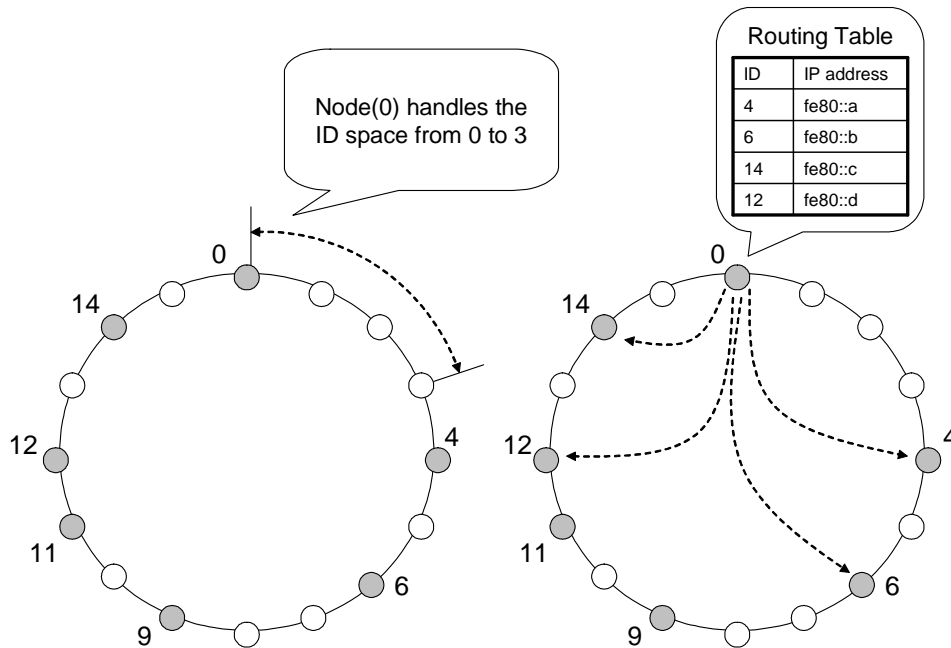 Node(0) handles the
ID space from 0 to 3
0
14
12
11
9
6
4
Routing Table
ID IP address
4 fe80::a
6 fe80::b
14 fe80::c
12 fe80::d
0
14
12
11
9
6
4